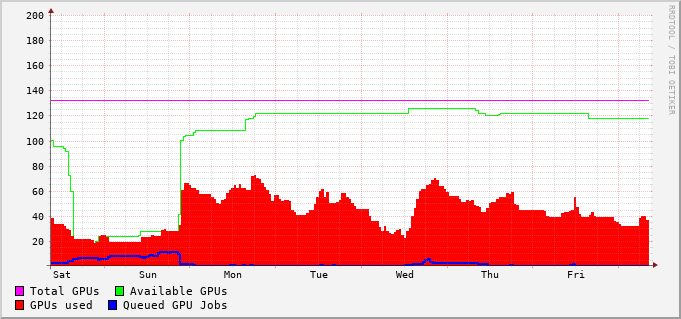 200
180
160
140
120
100
80
60
40
20
Sat Sun Mon Tue Wed Thu Fri
Total GPUs Available GPUs
GPUs used Queued GPU Jobs
RRDTOOL / TOBI OETIKER